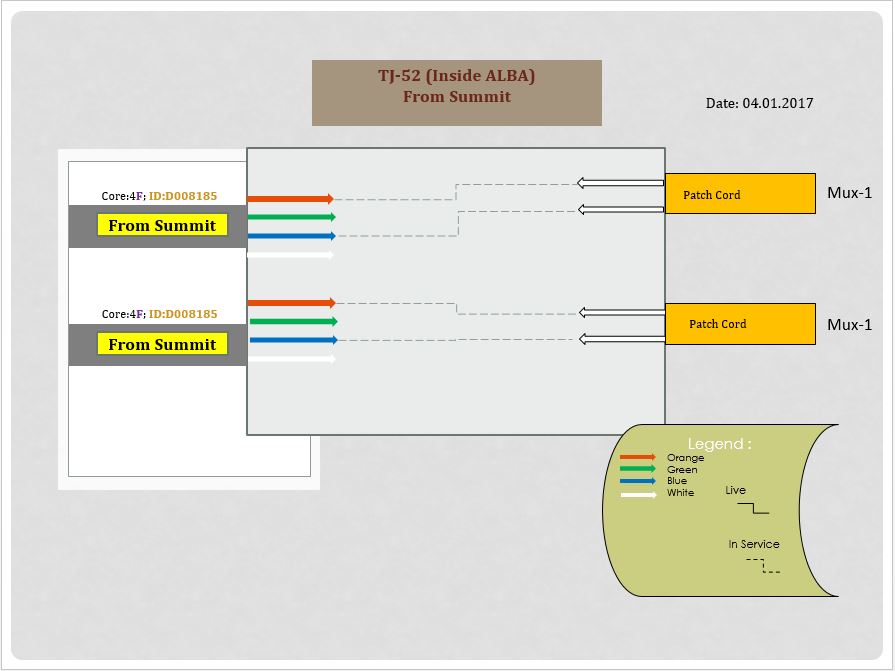 TJ-52 (Inside ALBA)
From Summit
Date: 04.01.2017
Core:4F; ID:D008185
From Summit
Patch Cord
Mux-1
Core:4F; ID:D008185
From Summit
Patch Cord
Mux-1
Legend :
Orange
Green
Blue
White
Live
In Service